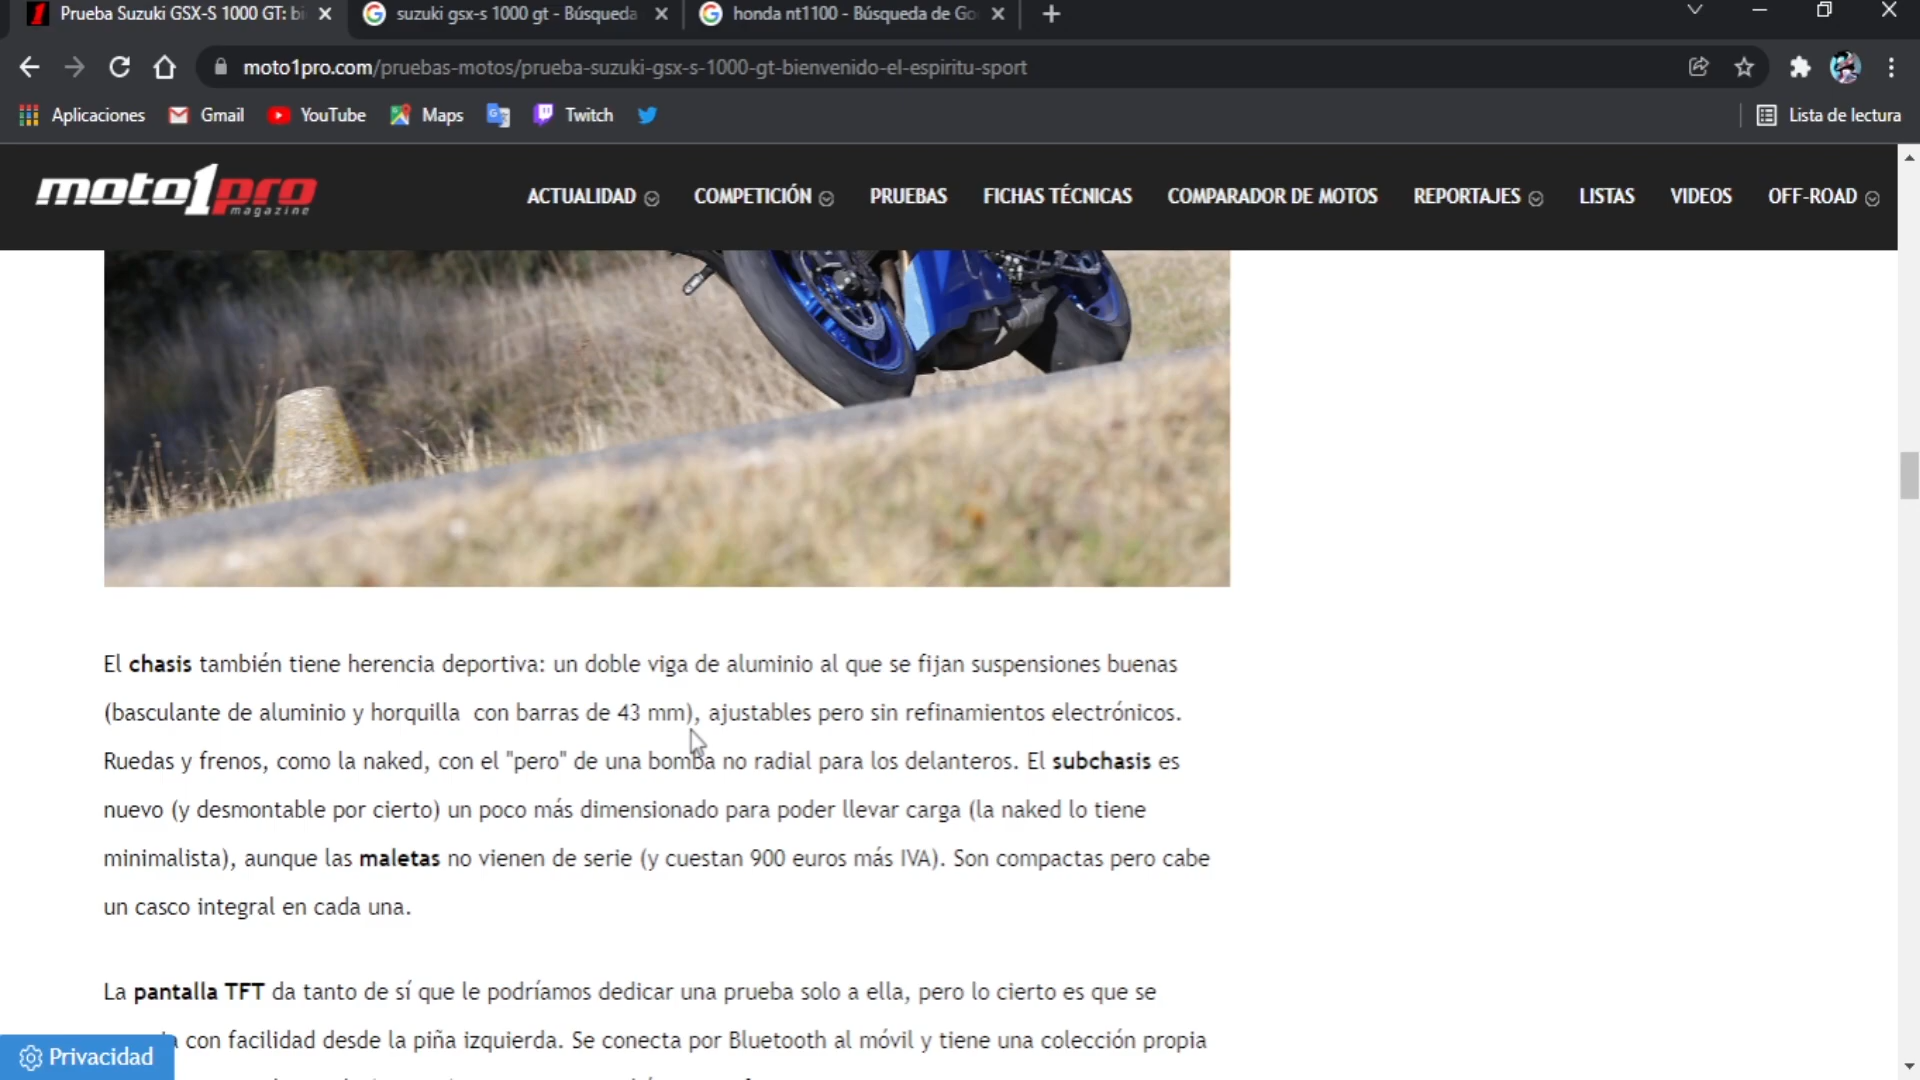 Prueba Suzuki GSX-S 1000 GT: bi
suzuki gsx-s 1000 gt - Búsqueda
honda nt1100 - Búsqueda de Go
moto1pro.com/pruebas-motos/prueba-suzuki-gsx-s-1000-gt-bienvenido-el-espiritu-sport
Aplicaciones
Gmail
YouTube
Maps
Twitch
Lista de lectura
moto1pro
magazine
ACTUALIDAD
COMPETICIÓN
PRUEBAS
FICHAS TÉCNICAS
COMPARADOR DE MOTOS
REPORTAJES
LISTAS
VIDEOS
OFF-ROAD
El chasis también tiene herencia deportiva: un doble viga de aluminio al que se fijan suspensiones buenas
(basculante de aluminio y horquilla con barras de 43 mm), ajustables pero sin refinamientos electrónicos.
Ruedas y frenos, como la naked, con el "pero" de una bomba no radial para los delanteros. El subchasis es
nuevo (y desmontable por cierto) un poco más dimensionado para poder llevar carga (la naked lo tiene
minimalista), aunque las maletas no vienen de serie (y cuestan 900 euros más IVA). Son compactas pero cabe
un casco integral en cada una.
La pantalla TFT da tanto de sí que le podríamos dedicar una prueba solo a ella, pero lo cierto es que se
con facilidad desde la piña izquierda. Se conecta por Bluetooth al móvil y tiene una colección propia
Privacidad